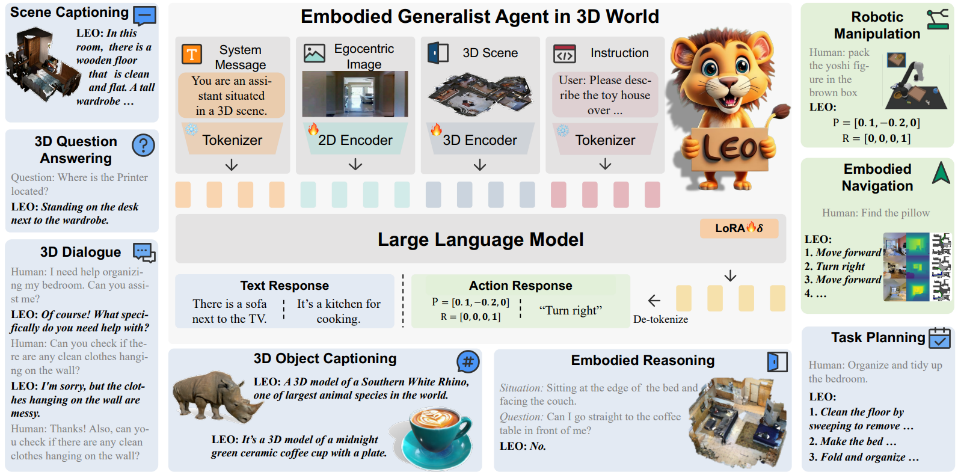 Scene Captioning
LEO: In this
room, there is a
wooden floor
that is clean
and flat. A tall
wardrobe ...
3D Question
Answering
?
Question: Where is the Printer
located?
LEO: Standing on the desk
next to the wardrobe.
3D Dialogue
Human: I need help organizi-
ng my bedroom. Can you assi-
st me?
LEO: Of course! What speci-
fically do you need help with?
Human: Can you check if the-
re are any clean clothes hangi-
ng on the wall?
LEO: I'm sorry, but the clot-
hes hanging on the wall are
messy.
Human: Thanks! Also, can yo-
u check if there are any clean
clothes hanging on the wall?
Embodied Generalist Agent in 3D World
T
System
Message
You are an assi-
stant situated
in a 3D scene.
Tokenizer
Egocentric
Image
2D Encoder
3D Scene
3D Encoder
Instruction
User: Please desc-
ribe the toy house
over ...
Tokenizer
LEO
Large Language Model
LoRA δ
Text Response
There is a sofa
next to the TV.
It's a kitchen for
cooking.
Action Response
P = [0.1, −0.2, 0]
R = [0, 0, 0, 1]
“Turn right”
De-tokenize
3D Object Captioning
#
LEO: A 3D model of a Southern White Rhino,
one of largest animal species in the world.
LEO: It's a 3D model of a midnight
green ceramic coffee cup with a plate.
Embodied Reasoning
Situation: Sitting at the edge of the bed and
facing the couch.
Question: Can I go straight to the coffee
table in front of me?
LEO: No.
Robotic
Manipulation
Human: pack
the yoshi fig-
ure in the
brown box
LEO:
P = [0.1, −0.2, 0]
R = [0, 0, 0, 1]
Embodied
Navigation
Human: Find the pillow
LEO:
1. Move forward
2. Turn right
3. Move forward
4. ...
Task Planning
Human: Organize and tidy up
the bedroom.
LEO:
1. Clean the floor by
sweeping to remove ...
2. Make the bed ...
3. Fold and organize ...